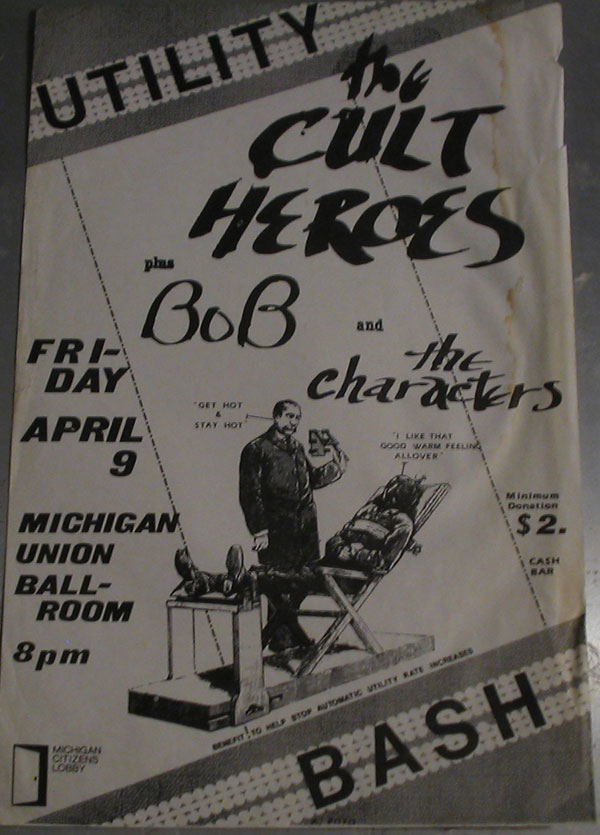 UTILITY
the
CULT
HEROES
plus
BoB
and
the
characters
FRI-
DAY
APRIL
9
MICHIGAN
UNION
BALL-
ROOM
8pm
"GET HOT
&
STAY HOT"
"I LIKE THAT
GOOD WARM FEELING
ALLOVER"
Minimum
Donation
$2.
CASH
BAR
BENEFIT! TO HELP STOP AUTOMATIC UTILITY RATE INCREASES
BASH
MICHIGAN
CITIZENS
LOBBY